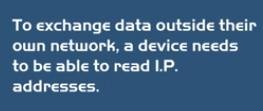 To exchange data outside their
own network, a device needs
to be able to read I.P.
addresses.